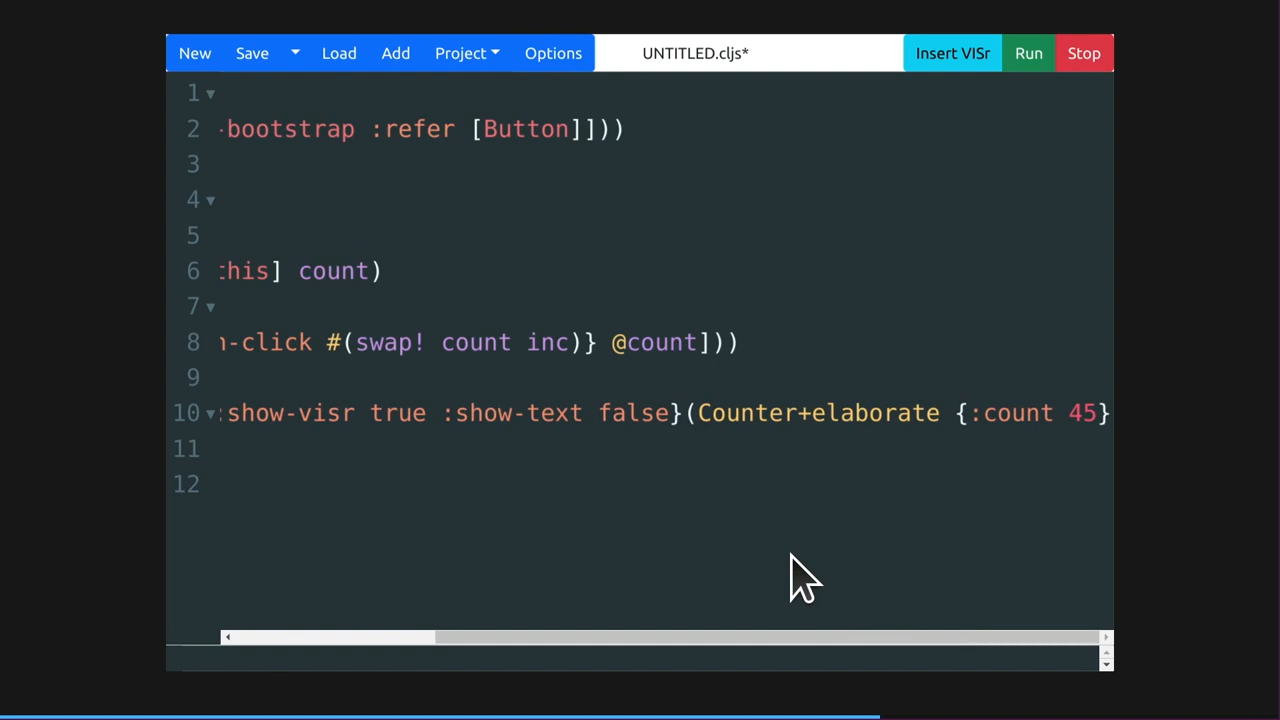 New Save Load Add Project Options UNTITLED.cljs* Insert VISr Run Stop
1
2 -bootstrap :refer [Button]]))
3
4
5
6 this] count)
7
8 n-click #(swap! count inc)} @count]))
9
10 :show-visr true :show-text false}(Counter+elaborate {:count 45}
11
12